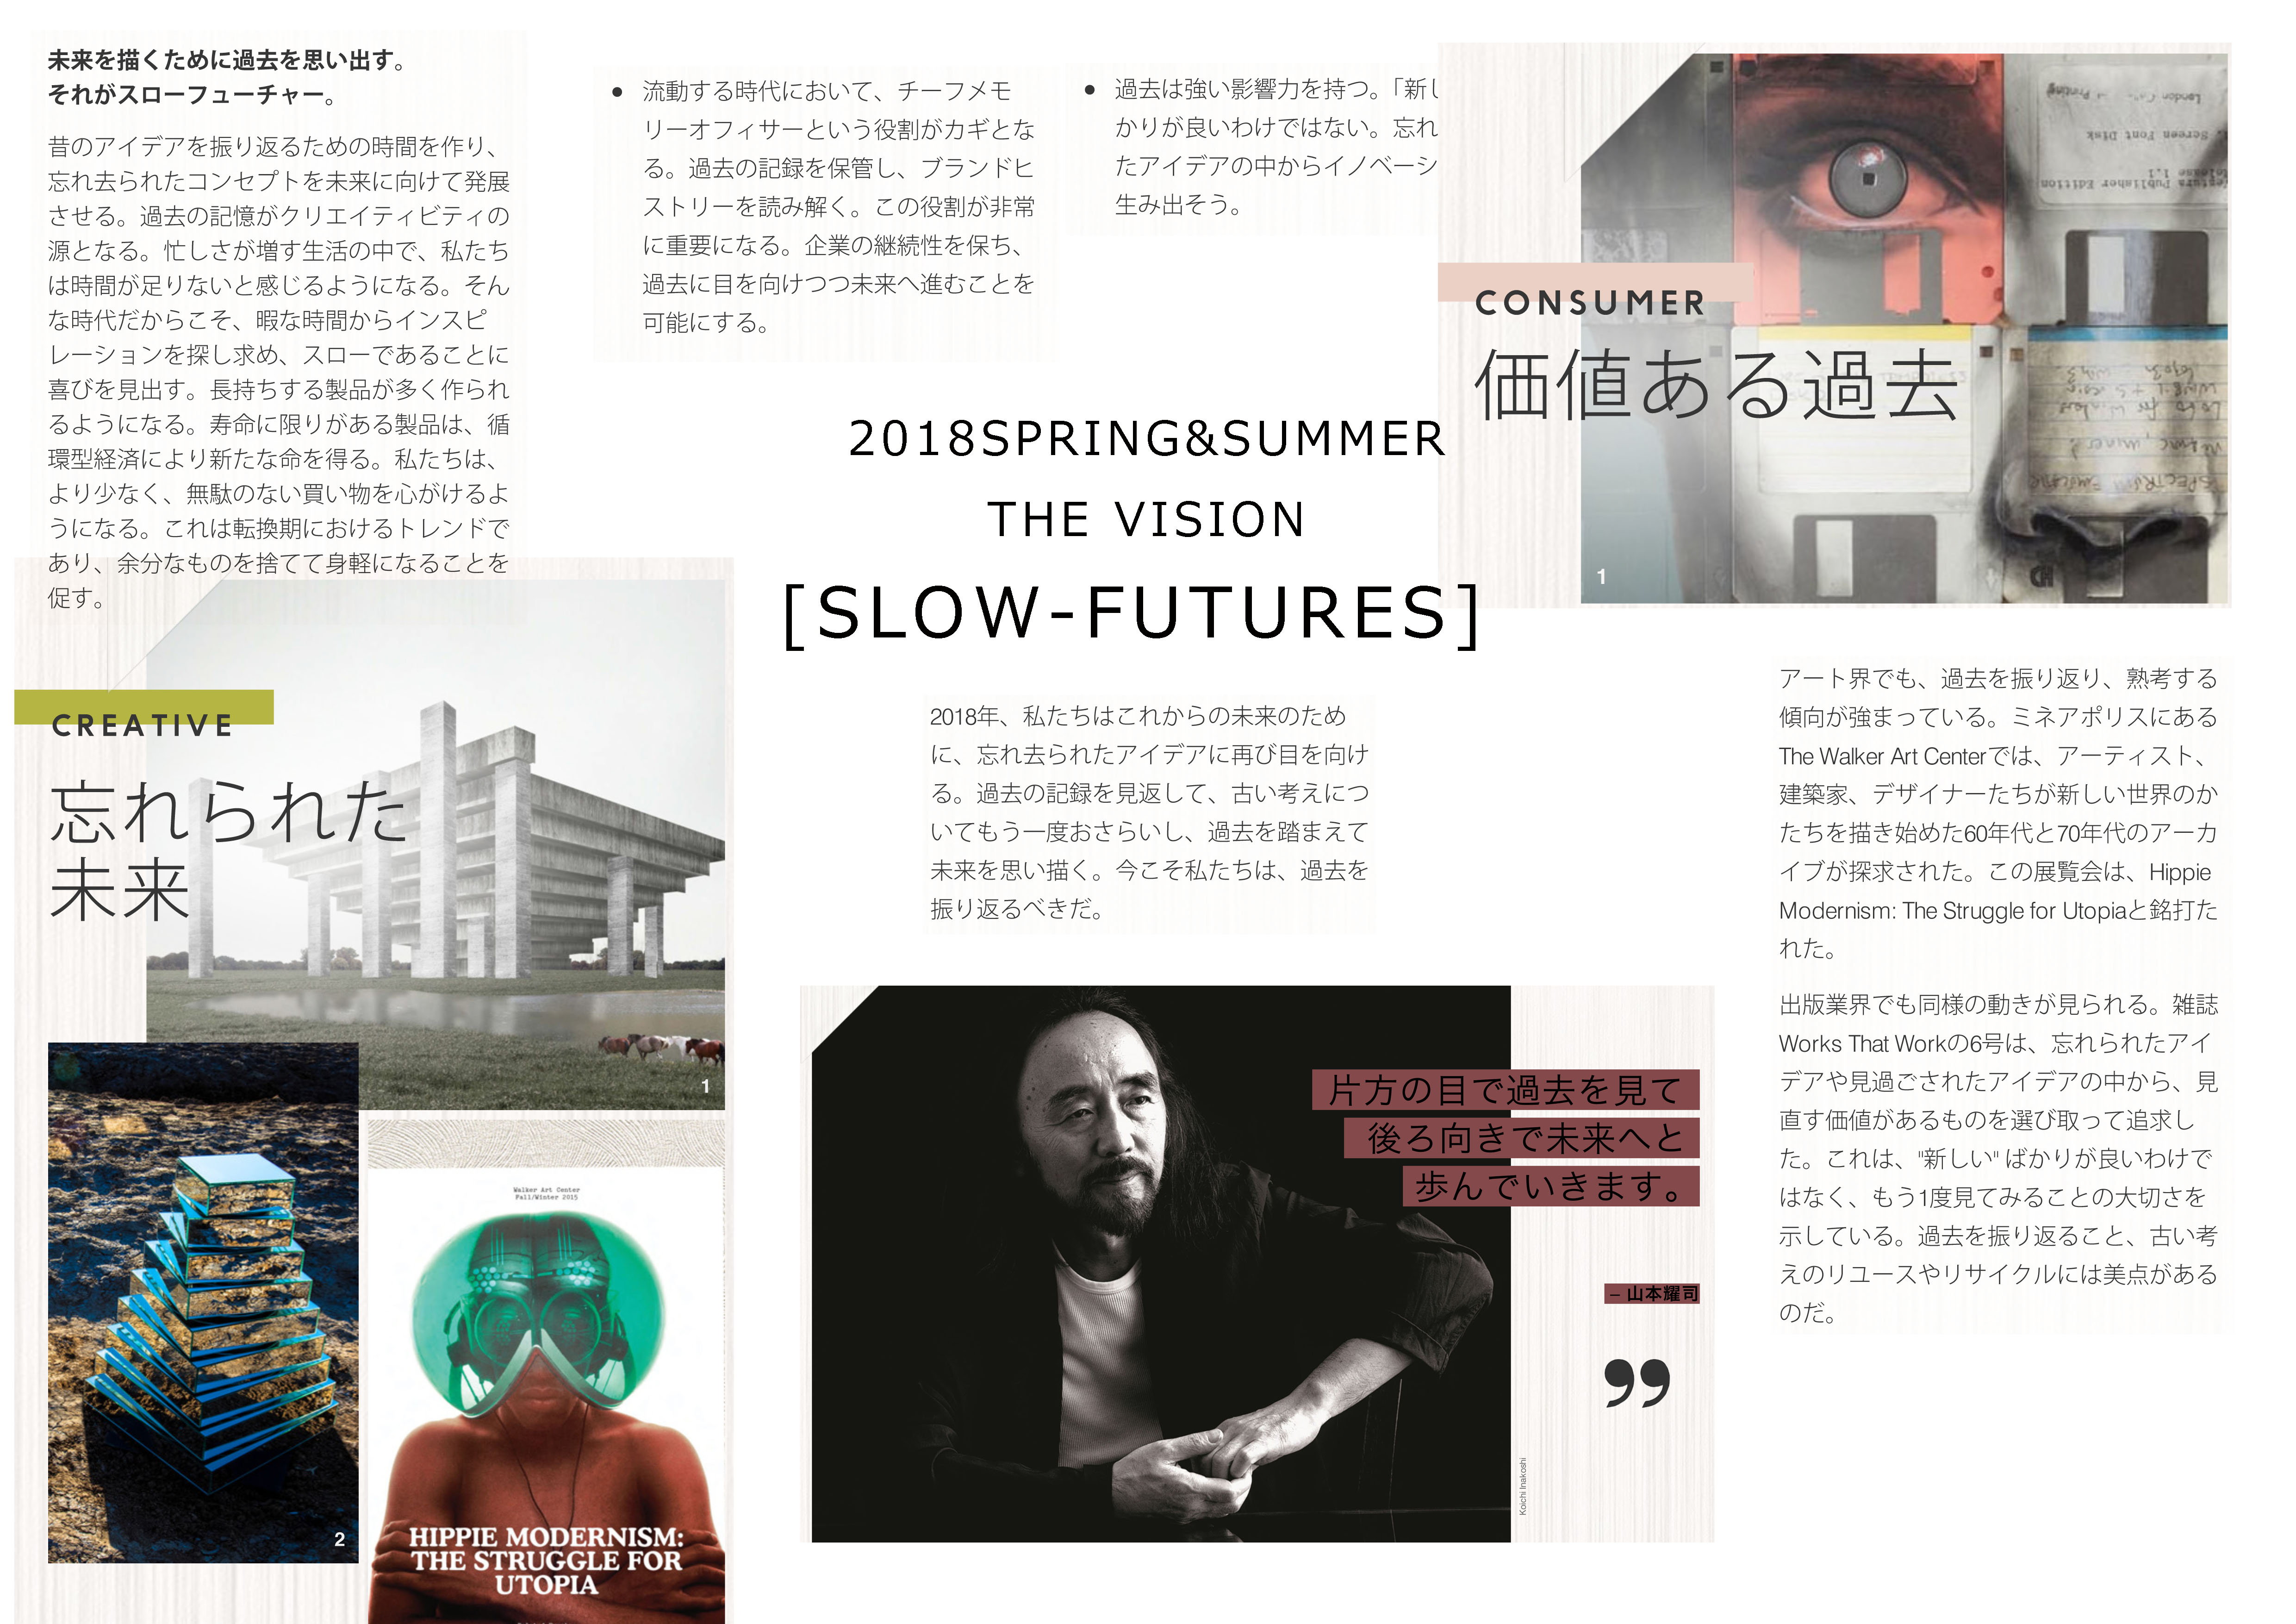 未来を描くために過去を思い出す。
それがスローフューチャー。
昔のアイデアを振り返るための時間を作り、
忘れ去られたコンセプトを未来に向けて発展
させる。過去の記憶がクリエイティビティの
源となる。忙しさが増す生活の中で、私たち
は時間が足りないと感じるようになる。そん
な時代だからこそ、暇な時間からインスピ
レーションを探し求め、スローであることに
喜びを見出す。長持ちする製品が多く作られ
るようになる。寿命に限りがある製品は、循
環型経済により新たな命を得る。私たちは、
より少なく、無駄のない買い物を心がけるよ
うになる。これは転換期におけるトレンドで
あり、余分なものを捨てて身軽になることを
促す。
● 流動する時代において、チーフメモ
リーオフィサーという役割がカギとな
る。過去の記録を保管し、ブランドヒ
ストリーを読み解く。この役割が非常
に重要になる。企業の継続性を保ち、
過去に目を向けつつ未来へ進むことを
可能にする。
● 過去は強い影響力を持つ。「新し
かりが良いわけではない。忘れ
たアイデアの中からイノベーシ
生み出そう。
CONSUMER
価値ある過去
1
2018SPRING&SUMMER
THE VISION
[SLOW-FUTURES]
CREATIVE
忘れられた
未来
1
2
Walker Art Center
Fall/Winter 2015
HIPPIE MODERNISM:
THE STRUGGLE FOR
UTOPIA
2018年、私たちはこれからの未来のため
に、忘れ去られたアイデアに再び目を向け
る。過去の記録を見返して、古い考えにつ
いてもう一度おさらいし、過去を踏まえて
未来を思い描く。今こそ私たちは、過去を
振り返るべきだ。
片方の目で過去を見て
後ろ向きで未来へと
歩んでいきます。
– 山本耀司
”
Koichi Inakoshi
アート界でも、過去を振り返り、熟考する
傾向が強まっている。ミネアポリスにある
The Walker Art Centerでは、アーティスト、
建築家、デザイナーたちが新しい世界のか
たちを描き始めた60年代と70年代のアーカ
イブが探求された。この展覧会は、Hippie
Modernism: The Struggle for Utopiaと銘打た
れた。
出版業界でも同様の動きが見られる。雑誌
Works That Workの6号は、忘れられたアイ
デアや見過ごされたアイデアの中から、見
直す価値があるものを選び取って追求し
た。これは、"新しい" ばかりが良いわけで
はなく、もう1度見てみることの大切さを
示している。過去を振り返ること、古い考
えのリユースやリサイクルには美点がある
のだ。